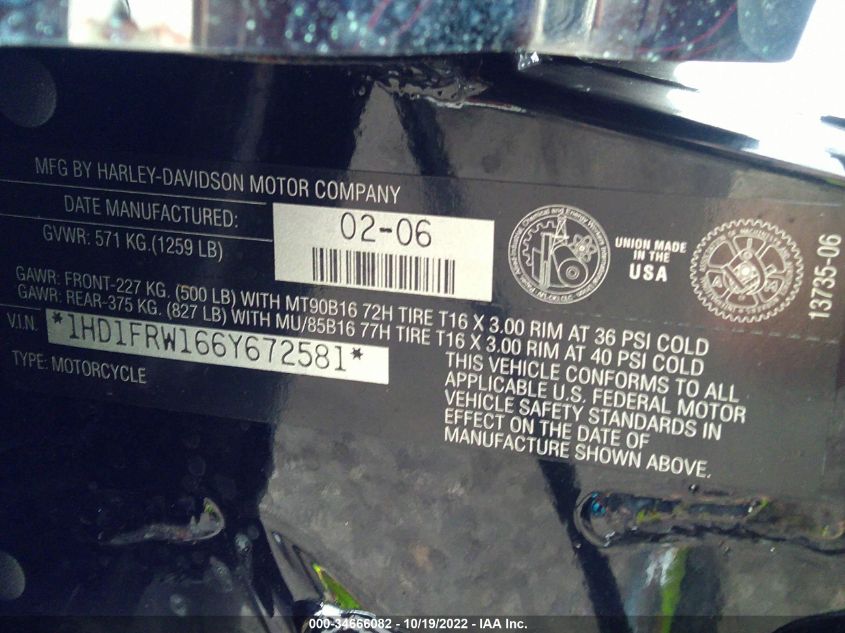 MFG BY HARLEY-DAVIDSON MOTOR COMPANY
DATE MANUFACTURED: 02-06
GVWR: 571 KG.(1259 LB)
GAWR: FRONT-227 KG. (500 LB) WITH MT90B16 72H TIRE T16 X 3.00 RIM AT 36 PSI COLD
GAWR: REAR-375 KG. (827 LB) WITH MU/85B16 77H TIRE T16 X 3.00 RIM AT 40 PSI COLD
V.I.N. *1HD1FRW166Y672581*
TYPE: MOTORCYCLE
THIS VEHICLE CONFORMS TO ALL
APPLICABLE U.S. FEDERAL MOTOR
VEHICLE SAFETY STANDARDS IN
EFFECT ON THE DATE OF
MANUFACTURE SHOWN ABOVE.
UNION MADE
IN THE
USA
13735-06
000-34666082 - 10/19/2022 - IAA Inc.